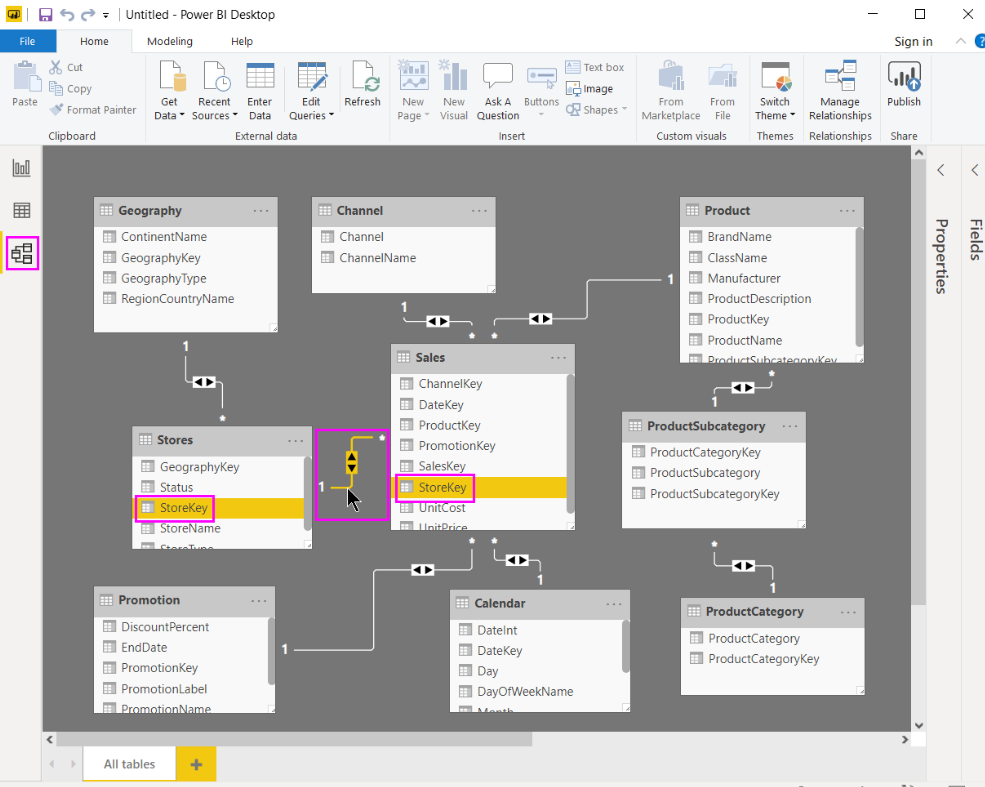 Untitled - Power BI Desktop
File Home Modeling Help Sign in ?
Paste Cut Copy Format Painter
Get Data Recent Sources Enter Data Edit Queries Refresh
New Page New Visual Ask A Question Buttons Text box Image Shapes
From Marketplace From File Switch Theme Manage Relationships Publish
Clipboard External data Insert Custom visuals Themes Relationships Share
Geography ...
ContinentName
GeographyKey
GeographyType
RegionCountryName
Channel ...
Channel
ChannelName
Product ...
BrandName
ClassName
Manufacturer
ProductDescription
ProductKey
ProductName
ProductSubcategoryKey
Properties
Fields
1
*
1
*
1
*
Sales ...
ChannelKey
DateKey
ProductKey
PromotionKey
SalesKey
StoreKey
UnitCost
UnitPrice
Stores ...
GeographyKey
Status
StoreKey
StoreName
StoreType
1
*
*
1
ProductSubcategory ...
ProductCategoryKey
ProductSubcategory
ProductSubcategoryKey
*
1
Promotion ...
DiscountPercent
EndDate
PromotionKey
PromotionLabel
PromotionName
1
*
*
1
Calendar ...
DateInt
DateKey
Day
DayOfWeekName
Month
ProductCategory ...
ProductCategory
ProductCategoryKey
All tables +